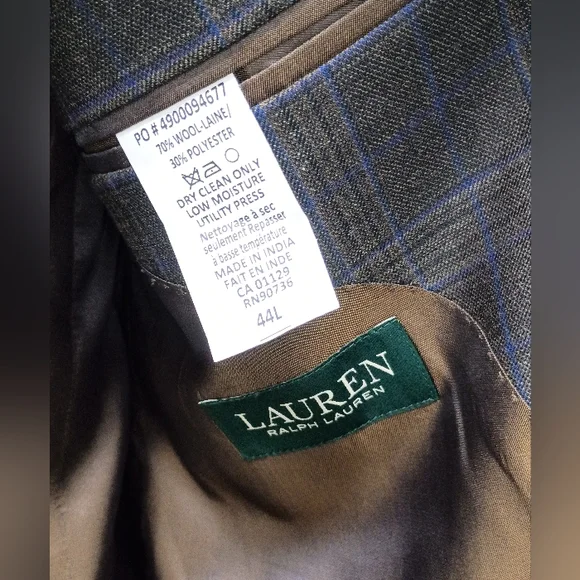 PO # 4900094677
70% WOOL-LAINE/
30% POLYESTER
DRY CLEAN ONLY
LOW MOISTURE
UTILITY PRESS
Nettoyage à sec
seulement Repasser
à basse température
MADE IN INDIA
FAIT EN INDE
CA 01129
RN90736
44L
LAUREN
RALPH LAUREN